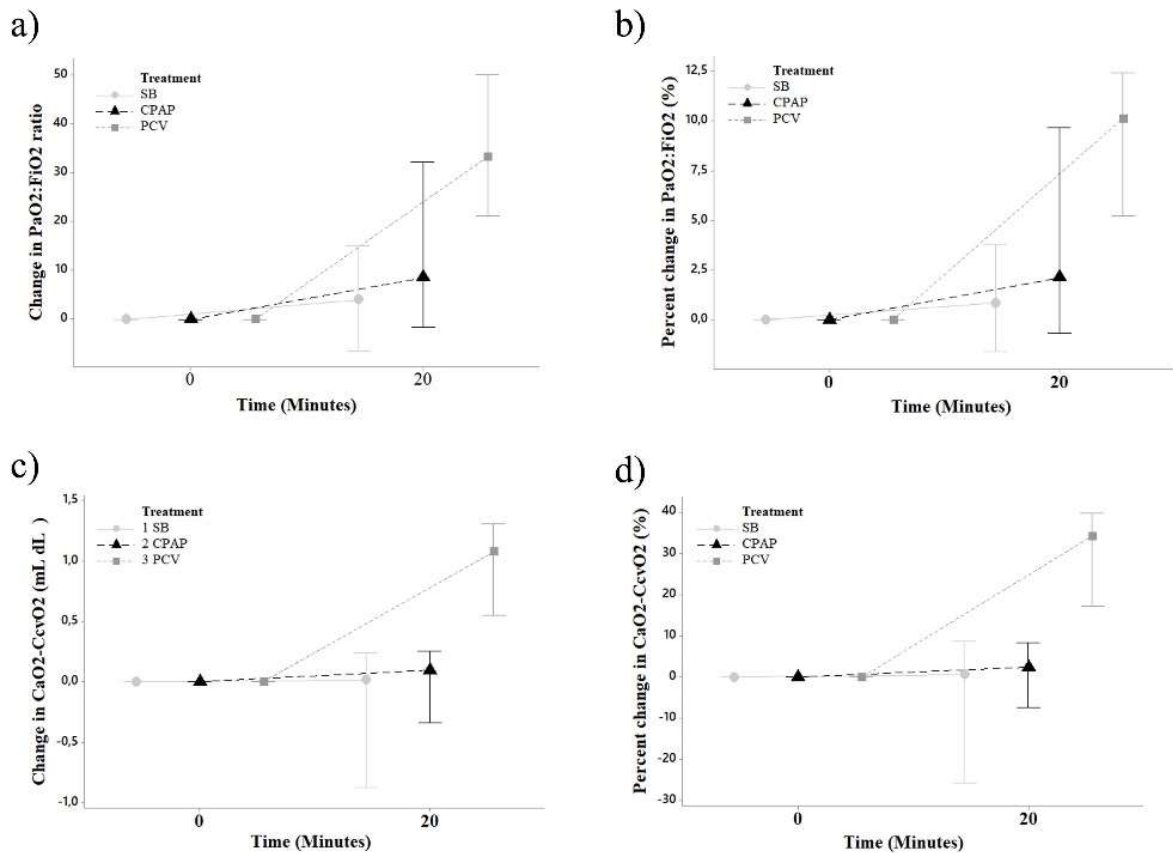 a)
Change in PaO2:FiO2 ratio
50
40
30
20
10
0
Treatment
SB
CPAP
PCV
0
20
Time (Minutes)
b)
Percent change in PaO2:FiO2 (%)
12,5
10,0
7,5
5,0
2,5
0,0
Treatment
SB
CPAP
PCV
0
20
Time (Minutes)
c)
Change in CaO2-CcvO2 (mL dL )
1,5
1,0
0,5
0,0
-0,5
-1,0
Treatment
1 SB
2 CPAP
3 PCV
0
20
Time (Minutes)
d)
Percent change in CaO2-CcvO2 (%)
40
30
20
10
0
-10
-20
-30
Treatment
SB
CPAP
PCV
0
20
Time (Minutes)